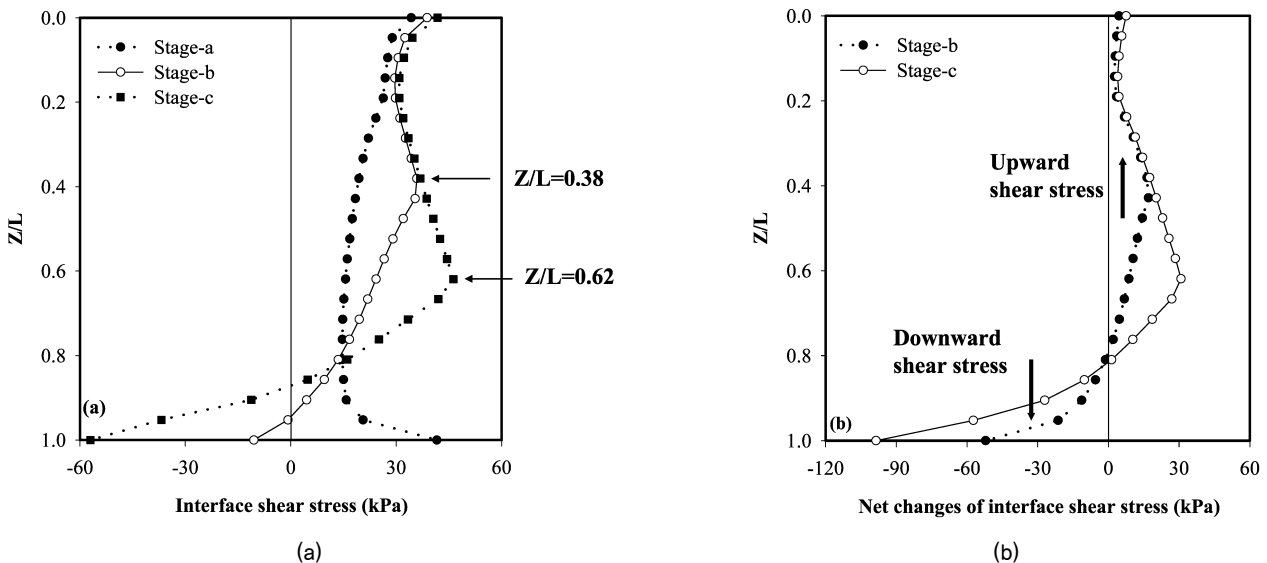 0.0
0.2
0.4
0.6
0.8
1.0
Z/L
Stage-a
Stage-b
Stage-c
Z/L=0.38
Z/L=0.62
(a)
-60
-30
0
30
60
Interface shear stress (kPa)
(a)
0.0
0.2
0.4
0.6
0.8
1.0
Z/L
Stage-b
Stage-c
Upward
shear stress
Downward
shear stress
(b)
-120
-90
-60
-30
0
30
60
Net changes of interface shear stress (kPa)
(b)